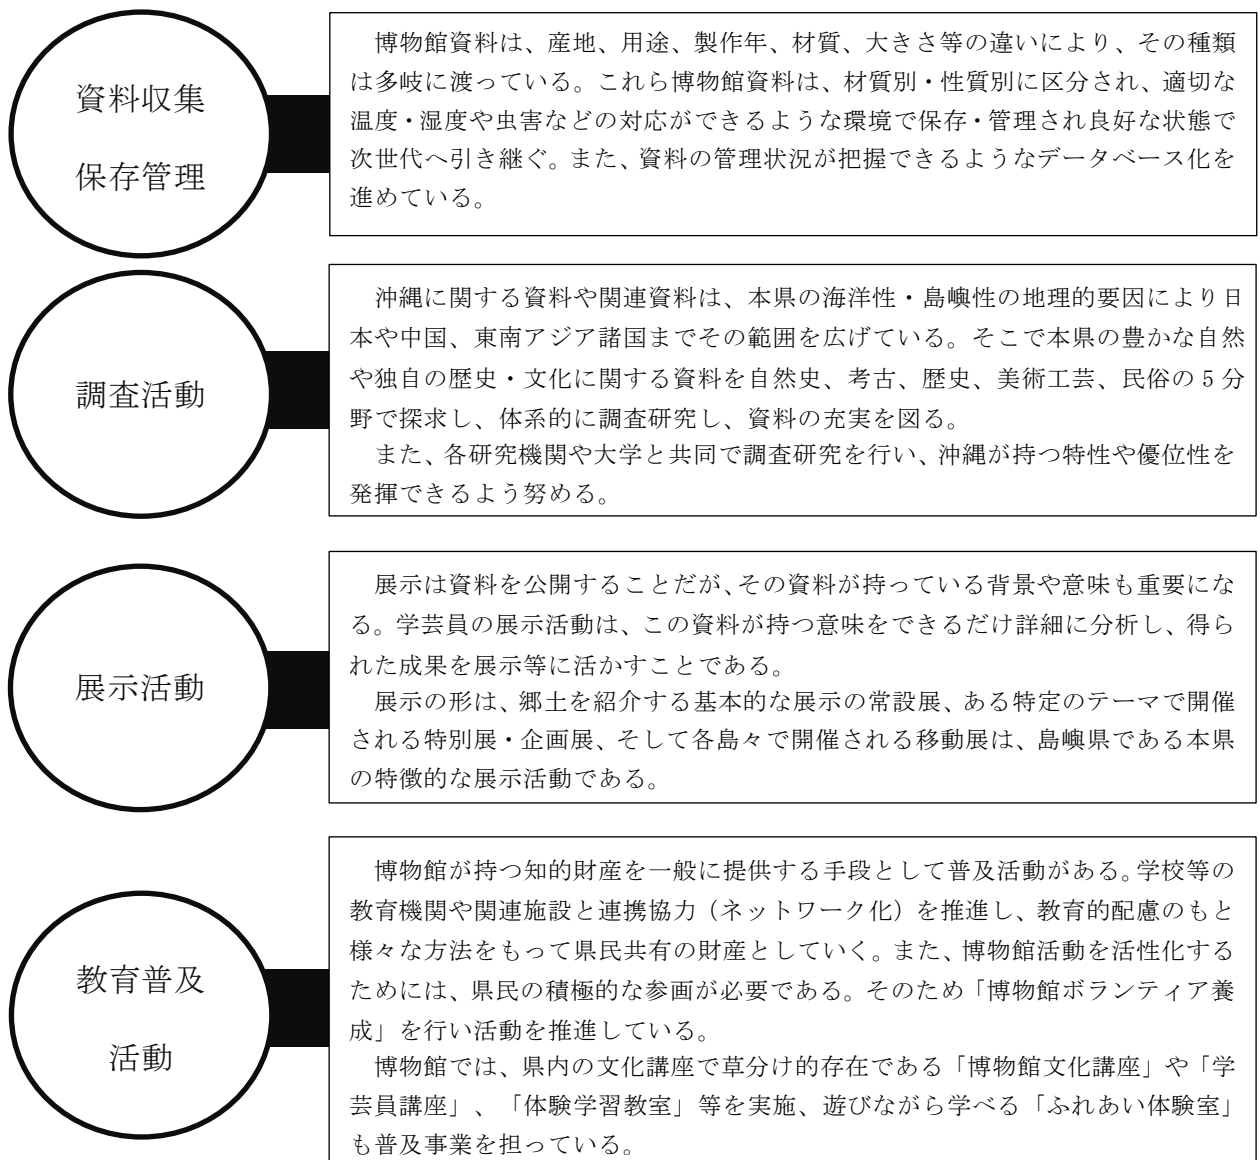 資料収集
保存管理
博物館資料は、産地、用途、製作年、材質、大きさ等の違いにより、その種類
は多岐に渡っている。これら博物館資料は、材質別・性質別に区分され、適切な
温度・湿度や虫害などの対応ができるような環境で保存・管理され良好な状態で
次世代へ引き継ぐ。また、資料の管理状況が把握できるようなデータベース化を
進めている。
調査活動
沖縄に関する資料や関連資料は、本県の海洋性・島嶼性の地理的要因により日
本や中国、東南アジア諸国までその範囲を広げている。そこで本県の豊かな自然
や独自の歴史・文化に関する資料を自然史、考古、歴史、美術工芸、民俗の5分
野で探求し、体系的に調査研究し、資料の充実を図る。
また、各研究機関や大学と共同で調査研究を行い、沖縄が持つ特性や優位性を
発揮できるよう努める。
展示活動
展示は資料を公開することだが、その資料が持っている背景や意味も重要にな
る。学芸員の展示活動は、この資料が持つ意味をできるだけ詳細に分析し、得ら
れた成果を展示等に活かすことである。
展示の形は、郷土を紹介する基本的な展示の常設展、ある特定のテーマで開催
される特別展・企画展、そして各島々で開催される移動展は、島嶼県である本県
の特徴的な展示活動である。
教育普及
活動
博物館が持つ知的財産を一般に提供する手段として普及活動がある。学校等の
教育機関や関連施設と連携協力(ネットワーク化)を推進し、教育的配慮のもと
様々な方法をもって県民共有の財産としていく。また、博物館活動を活性化する
ためには、県民の積極的な参画が必要である。そのため「博物館ボランティア養
成」を行い活動を推進している。
博物館では、県内の文化講座で草分け的存在である「博物館文化講座」や「学
芸員講座」、「体験学習教室」等を実施、遊びながら学べる「ふれあい体験室」
も普及事業を担っている。